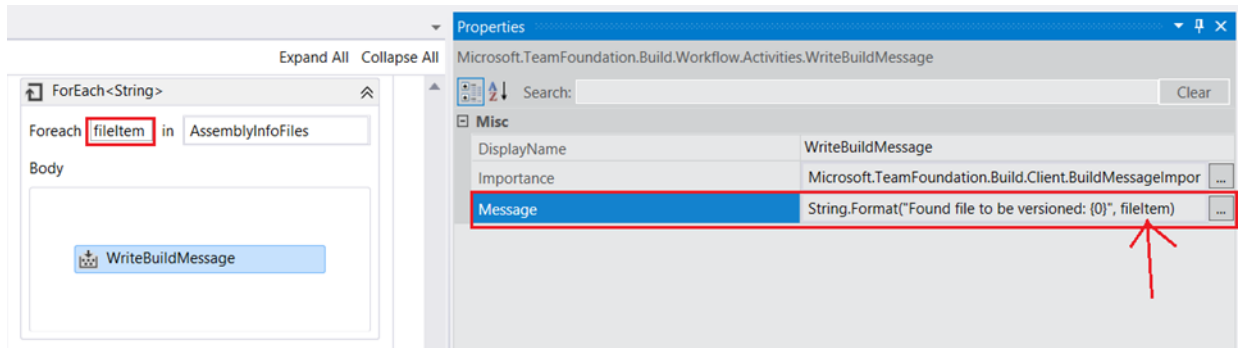 Properties
Expand All Collapse All
Microsoft.TeamFoundation.Build.Workflow.Activities.WriteBuildMessage
ForEach<String>
Search:
Clear
Foreach fileItem in AssemblyInfoFiles
Misc
DisplayName WriteBuildMessage
Body
Importance Microsoft.TeamFoundation.Build.Client.BuildMessageImpor ...
Message String.Format("Found file to be versioned: {0}", fileItem) ...
WriteBuildMessage